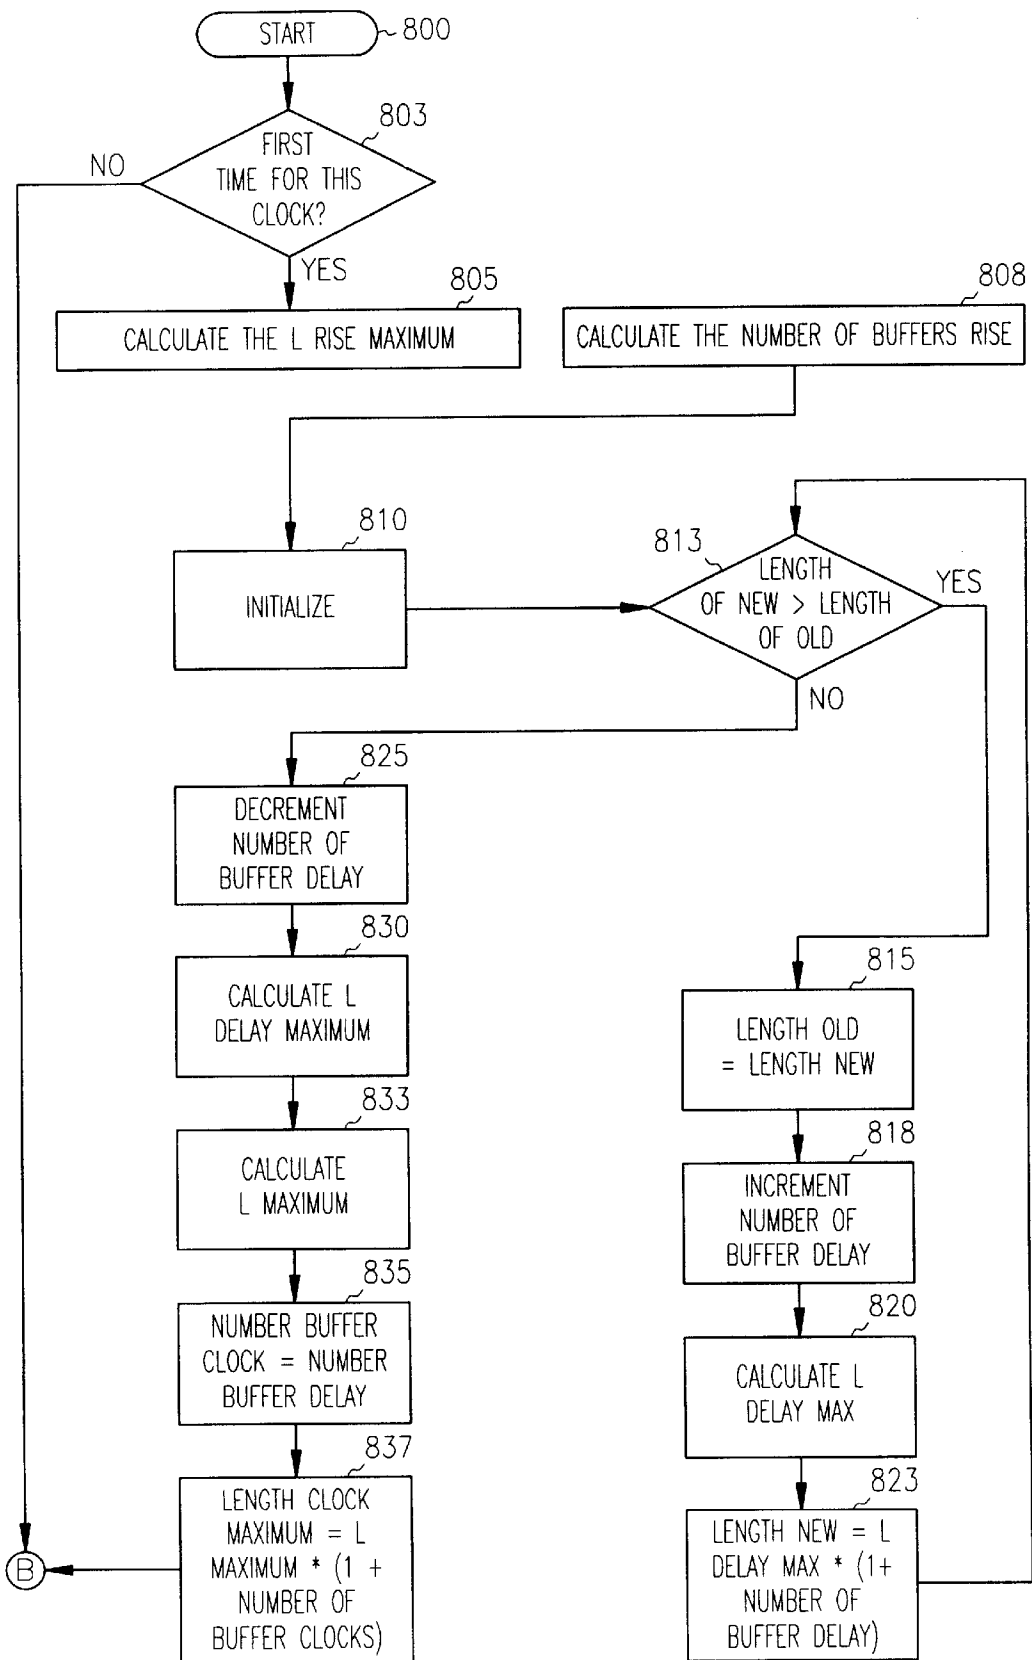 START
800
803
FIRST
TIME FOR THIS
CLOCK?
NO
YES
805
CALCULATE THE L RISE MAXIMUM
808
CALCULATE THE NUMBER OF BUFFERS RISE
810
INITIALIZE
813
LENGTH
OF NEW > LENGTH
OF OLD
YES
NO
825
DECREMENT
NUMBER OF
BUFFER DELAY
830
CALCULATE L
DELAY MAXIMUM
833
CALCULATE
L MAXIMUM
835
NUMBER BUFFER
CLOCK = NUMBER
BUFFER DELAY
837
LENGTH CLOCK
MAXIMUM = L
MAXIMUM * (1 +
NUMBER OF
BUFFER CLOCKS)
B
815
LENGTH OLD
= LENGTH NEW
818
INCREMENT
NUMBER OF
BUFFER DELAY
820
CALCULATE L
DELAY MAX
823
LENGTH NEW = L
DELAY MAX * (1+
NUMBER OF
BUFFER DELAY)